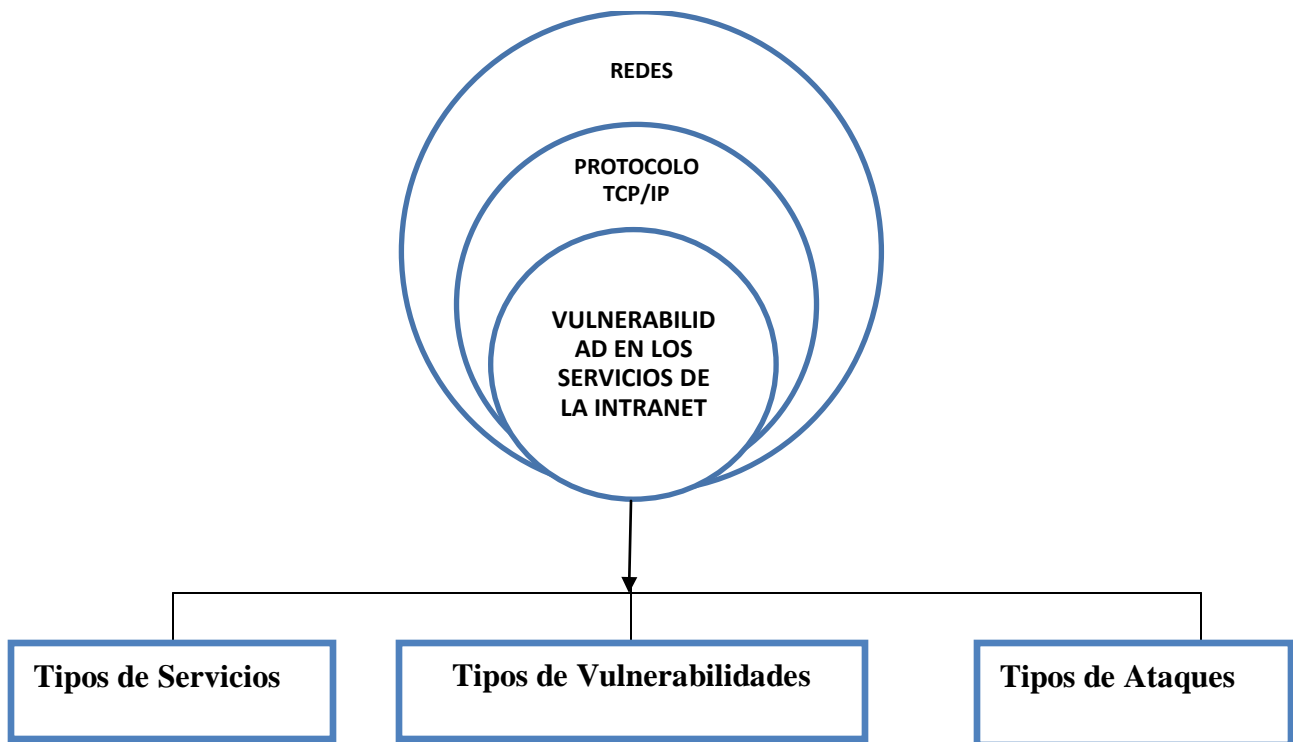 REDES
PROTOCOLO
TCP/IP
VULNERABILID
AD EN LOS
SERVICIOS DE
LA INTRANET
Tipos de Servicios
Tipos de Vulnerabilidades
Tipos de Ataques